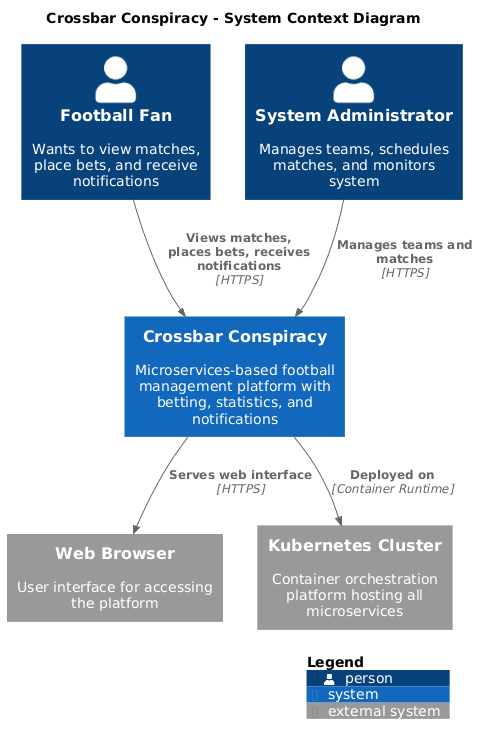 Crossbar Conspiracy - System Context Diagram
Football Fan
Wants to view matches,
place bets, and receive
notifications
System Administrator
Manages teams, schedules
matches, and monitors
system
Views matches,
places bets, receives
notifications
[HTTPS]
Manages teams and
matches
[HTTPS]
Crossbar Conspiracy
Microservices-based football
management platform with
betting, statistics, and
notifications
Serves web interface
[HTTPS]
Deployed on
[Container Runtime]
Web Browser
User interface for accessing
the platform
Kubernetes Cluster
Container orchestration
platform hosting all
microservices
Legend
person
system
external system